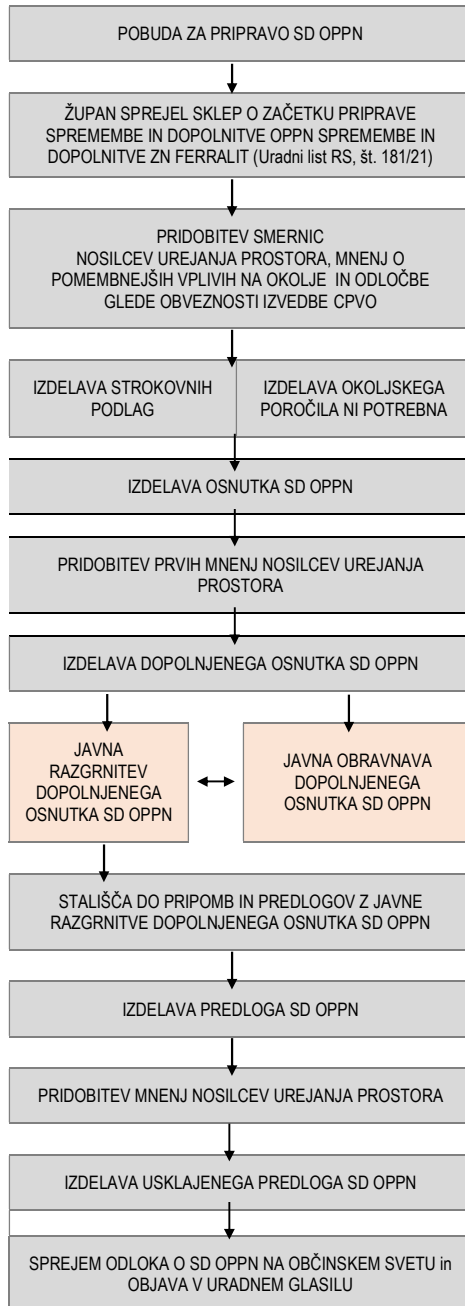 POBUDA ZA PRIPRAVO SD OPPN
ŽUPAN SPREJEL SKLEP O ZAČETKU PRIPRAVE
SPREMEMBE IN DOPOLNITVE OPPN SPREMEMBE IN
DOPOLNITVE ZN FERRALIT (Uradni list RS, št. 181/21)
PRIDOBITEV SMERNIC
NOSILCEV UREJANJA PROSTORA, MNENJ O
POMEMBNEJŠIH VPLIVIH NA OKOLJE IN ODLOČBE
GLEDE OBVEZNOSTI IZVEDBE CPVO
IZDELAVA STROKOVNIH
PODLAG
IZDELAVA OKOLJSKEGA
POROČILA NI POTREBNA
IZDELAVA OSNUTKA SD OPPN
PRIDOBITEV PRVIH MNENJ NOSILCEV UREJANJA
PROSTORA
IZDELAVA DOPOLNJENEGA OSNUTKA SD OPPN
JAVNA
RAZGRNITEV
DOPOLNJENEGA
OSNUTKA SD OPPN
JAVNA OBRAVNAVA
DOPOLNJENEGA
OSNUTKA SD OPPN
STALIŠČA DO PRIPOMB IN PREDLOGOV Z JAVNE
RAZGRNITVE DOPOLNJENEGA OSNUTKA SD OPPN
IZDELAVA PREDLOGA SD OPPN
PRIDOBITEV MNENJ NOSILCEV UREJANJA PROSTORA
IZDELAVA USKLAJENEGA PREDLOGA SD OPPN
SPREJEM ODLOKA O SD OPPN NA OBČINSKEM SVETU in
OBJAVA V URADNEM GLASILU